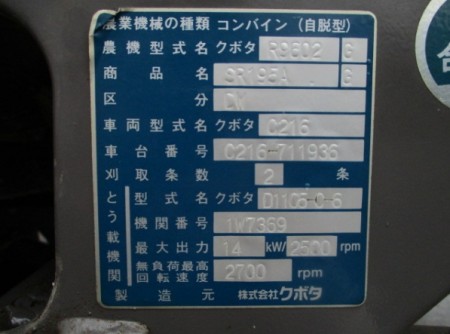 農業機械の種類 コンバイン (自脱型)
農機型式名 クボタ R9602 G
商品名 SR195A G
区分 DW
車両型式名 クボタ C216
車台番号 C216-711936
刈取条数 2 条
とう載機関
型式名 クボタ D1105-C-6
機関番号 1W7369
最大出力 14 kW/2500 rpm
無負荷最高回転速度 2700 rpm
製造元 株式会社クボタ
合